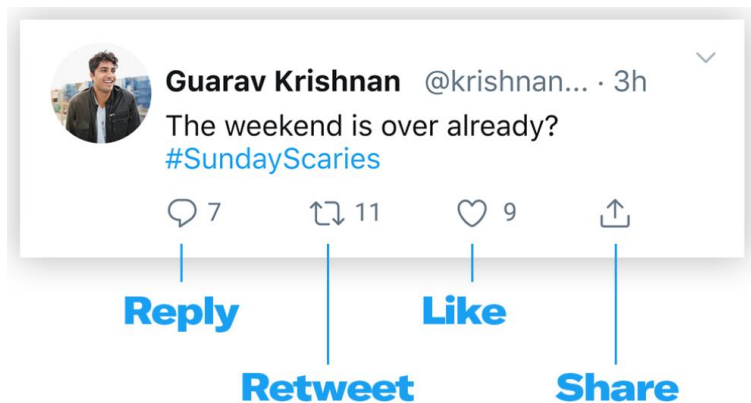 Guarav Krishnan @krishnan... · 3h
The weekend is over already?
#SundayScaries
7 11 9
Reply Like
Retweet Share